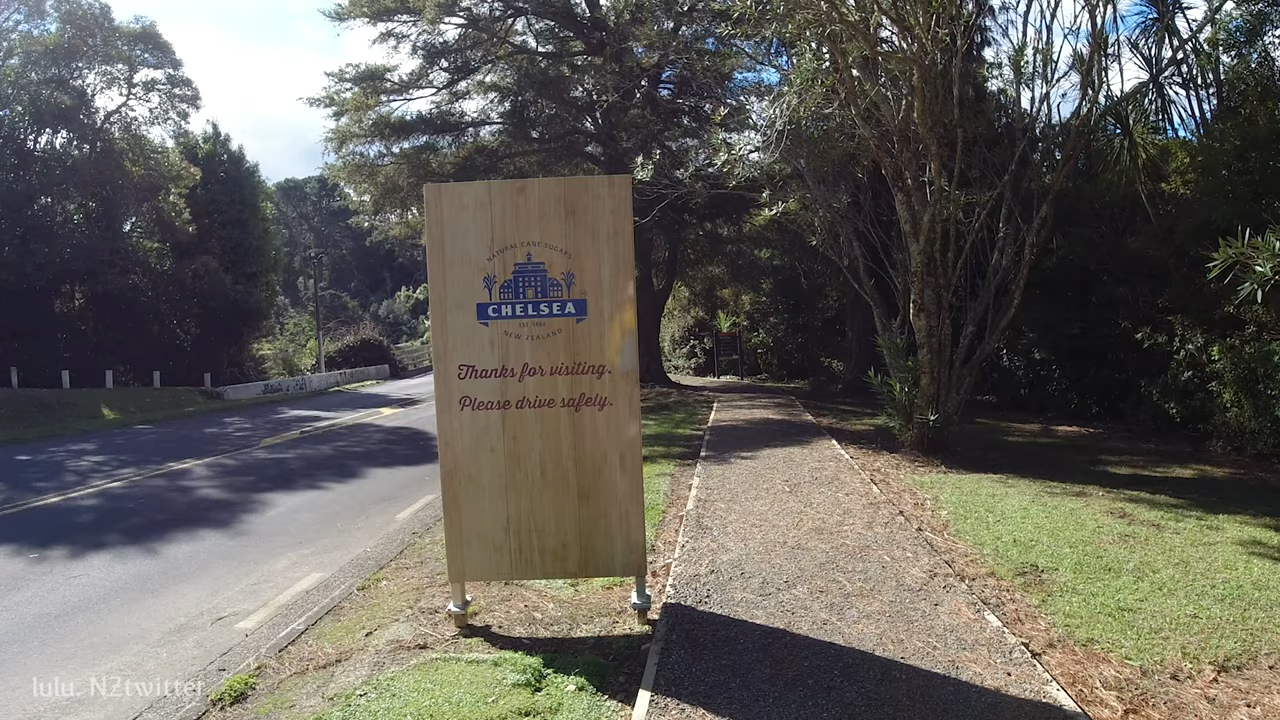 NATURAL CANE SUGARS
CHELSEA
EST. 1884
NEW ZEALAND
Thanks for visiting.
Please drive safely.
lulu. NZtwitter